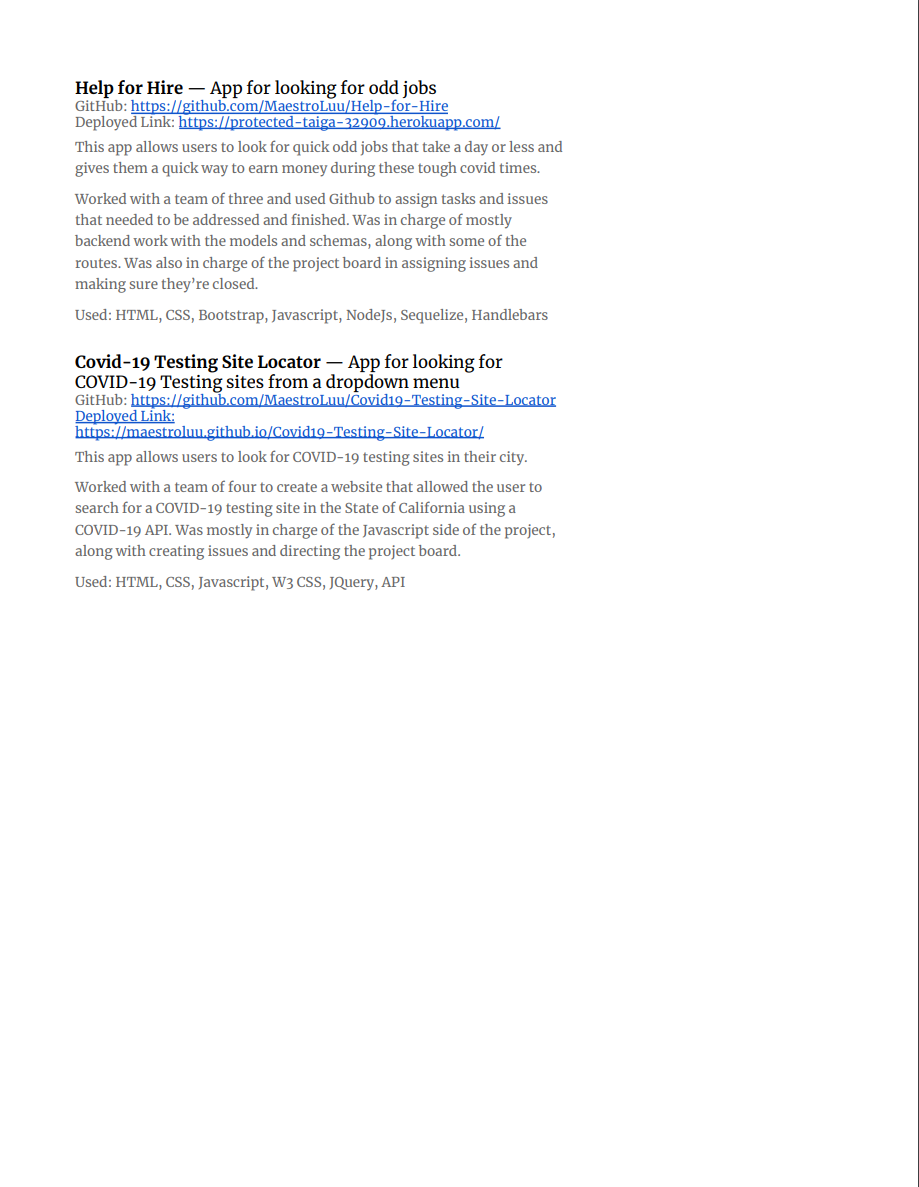 Help for Hire — App for looking for odd jobs
GitHub: https://github.com/MaestroLuu/Help-for-Hire
Deployed Link: https://protected-taiga-32909.herokuapp.com/
This app allows users to look for quick odd jobs that take a day or less and
gives them a quick way to earn money during these tough covid times.
Worked with a team of three and used Github to assign tasks and issues
that needed to be addressed and finished. Was in charge of mostly
backend work with the models and schemas, along with some of the
routes. Was also in charge of the project board in assigning issues and
making sure they’re closed.
Used: HTML, CSS, Bootstrap, Javascript, NodeJs, Sequelize, Handlebars
Covid-19 Testing Site Locator — App for looking for
COVID-19 Testing sites from a dropdown menu
GitHub: https://github.com/MaestroLuu/Covid19-Testing-Site-Locator
Deployed Link:
https://maestroluu.github.io/Covid19-Testing-Site-Locator/
This app allows users to look for COVID-19 testing sites in their city.
Worked with a team of four to create a website that allowed the user to
search for a COVID-19 testing site in the State of California using a
COVID-19 API. Was mostly in charge of the Javascript side of the project,
along with creating issues and directing the project board.
Used: HTML, CSS, Javascript, W3 CSS, JQuery, API